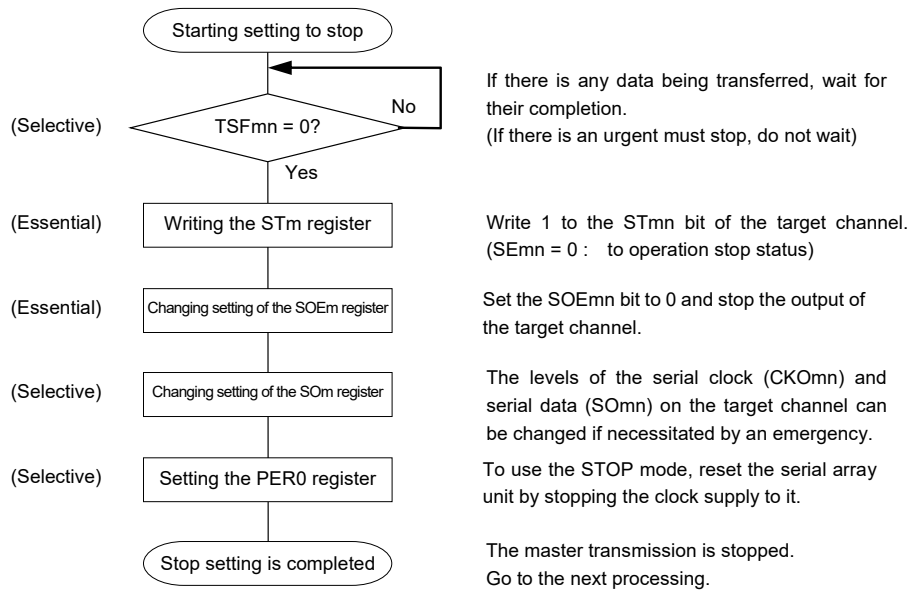 Starting setting to stop
No
If there is any data being transferred, wait for
their completion.
(If there is an urgent must stop, do not wait)
(Selective)
TSFmn = 0?
Yes
(Essential)
Writing the STm register
Write 1 to the STmn bit of the target channel.
(SEmn = 0 : to operation stop status)
(Essential)
Changing setting of the SOEm register
Set the SOEmn bit to 0 and stop the output of
the target channel.
(Selective)
Changing setting of the SOm register
The levels of the serial clock (CKOmn) and
serial data (SOmn) on the target channel can
be changed if necessitated by an emergency.
(Selective)
Setting the PER0 register
To use the STOP mode, reset the serial array
unit by stopping the clock supply to it.
Stop setting is completed
The master transmission is stopped.
Go to the next processing.